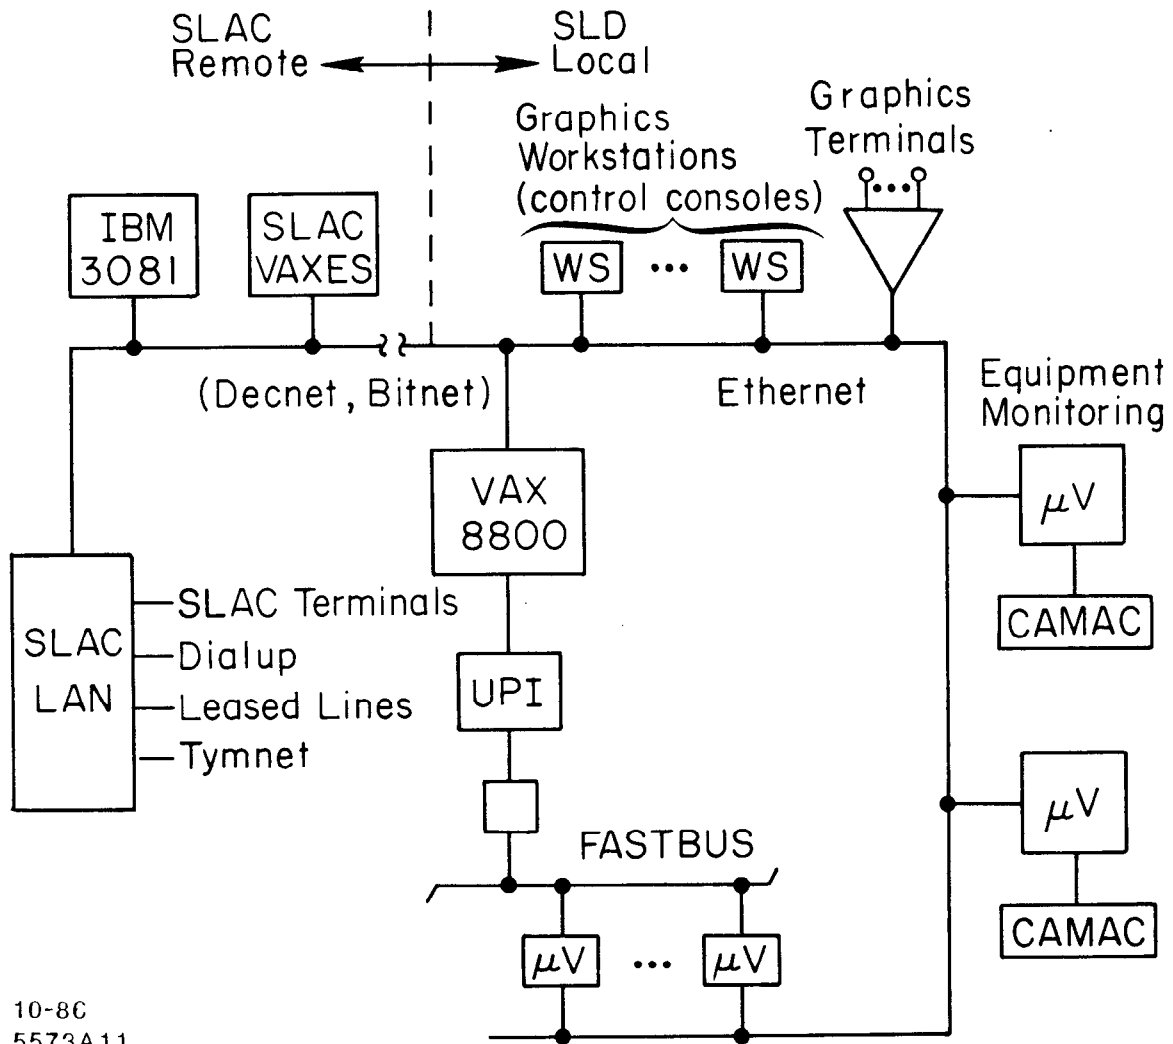 SLAC
Remote
SLD
Local
Graphics
Workstations
(control consoles)
Graphics
Terminals
IBM
3081
SLAC
VAXES
WS
WS
(Decnet, Bitnet)
Ethernet
Equipment
Monitoring
VAX
8800
μV
CAMAC
SLAC
LAN
SLAC Terminals
Dialup
Leased Lines
Tymnet
UPI
μV
CAMAC
FASTBUS
μV
μV
10-86
5573A11